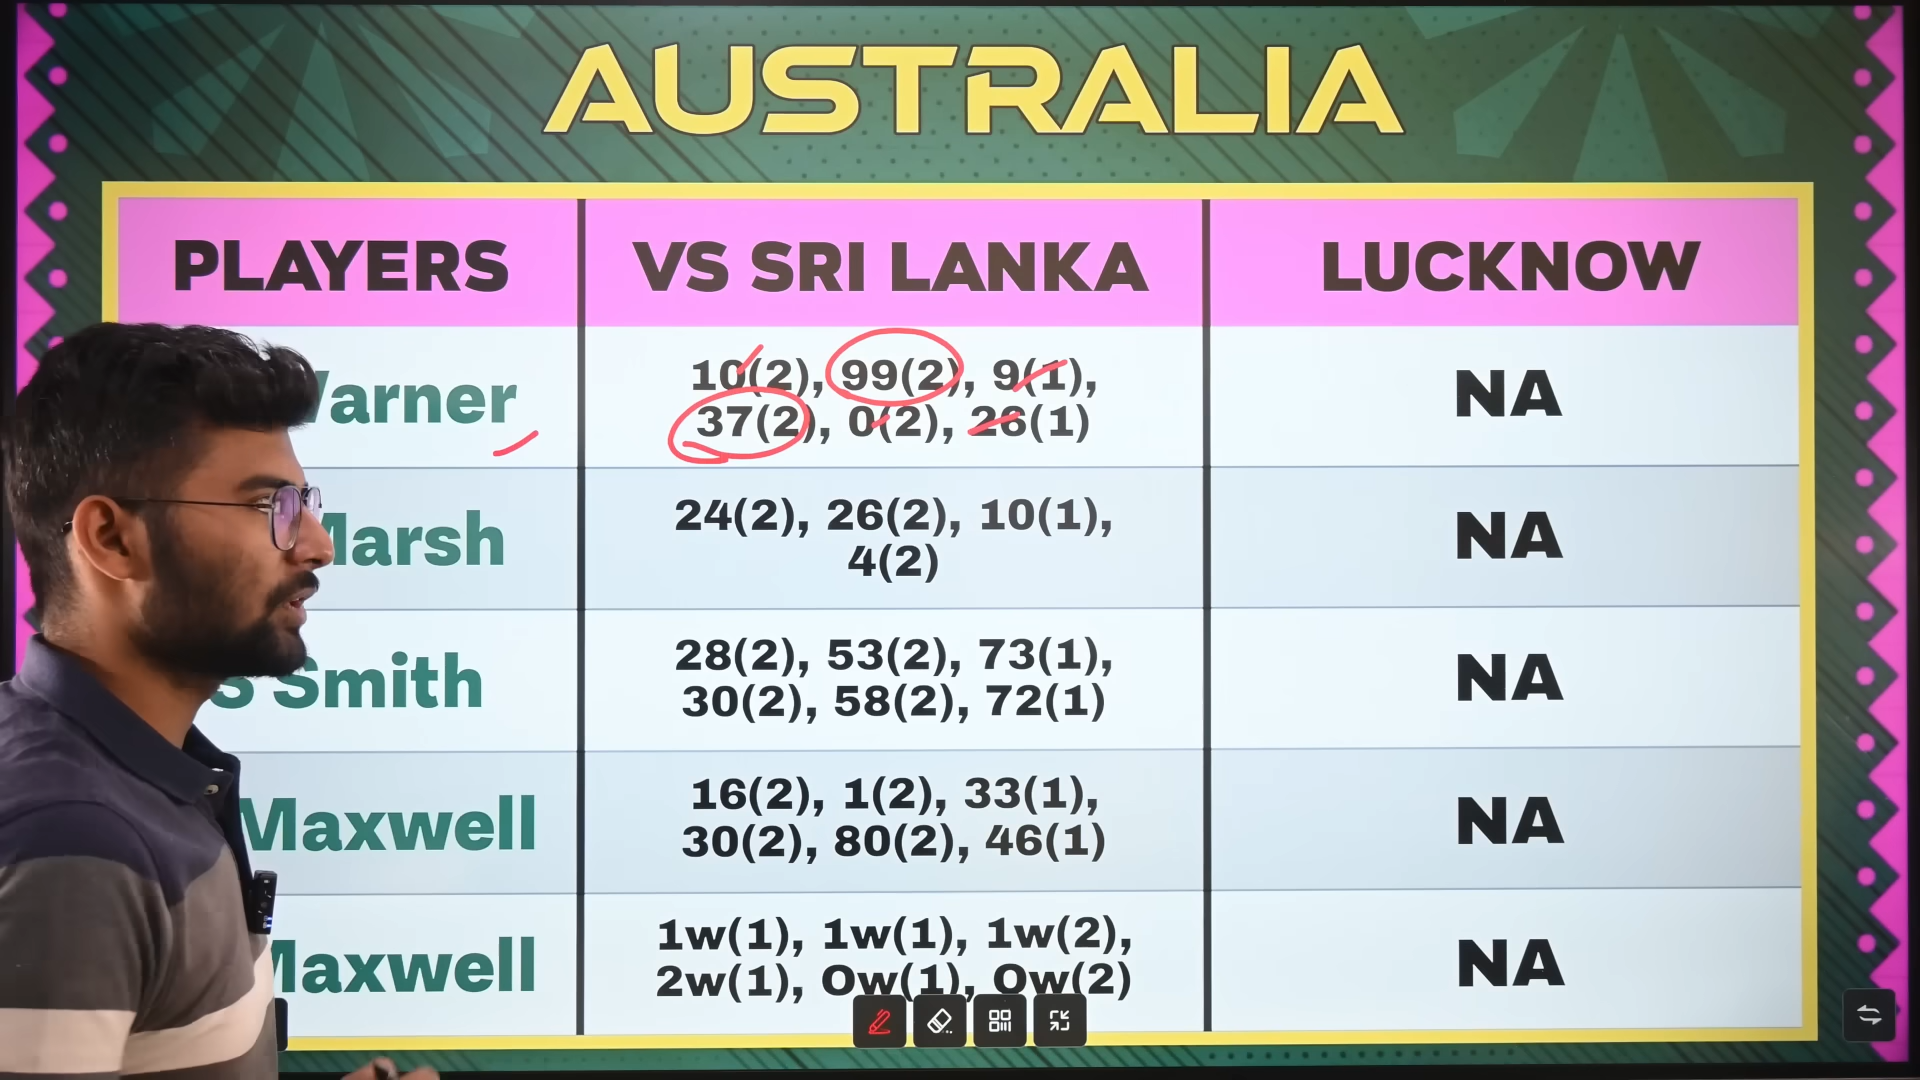 AUSTRALIA
PLAYERS VS SRI LANKA LUCKNOW
Warner 10(2), 99(2), 9(1), NA
37(2), 0(2), 26(1)
Marsh 24(2), 26(2), 10(1), NA
4(2)
S Smith 28(2), 53(2), 73(1), NA
30(2), 58(2), 72(1)
Maxwell 16(2), 1(2), 33(1), NA
30(2), 80(2), 46(1)
Maxwell 1w(1), 1w(1), 1w(2), NA
2w(1), 0w(1), 0w(2)